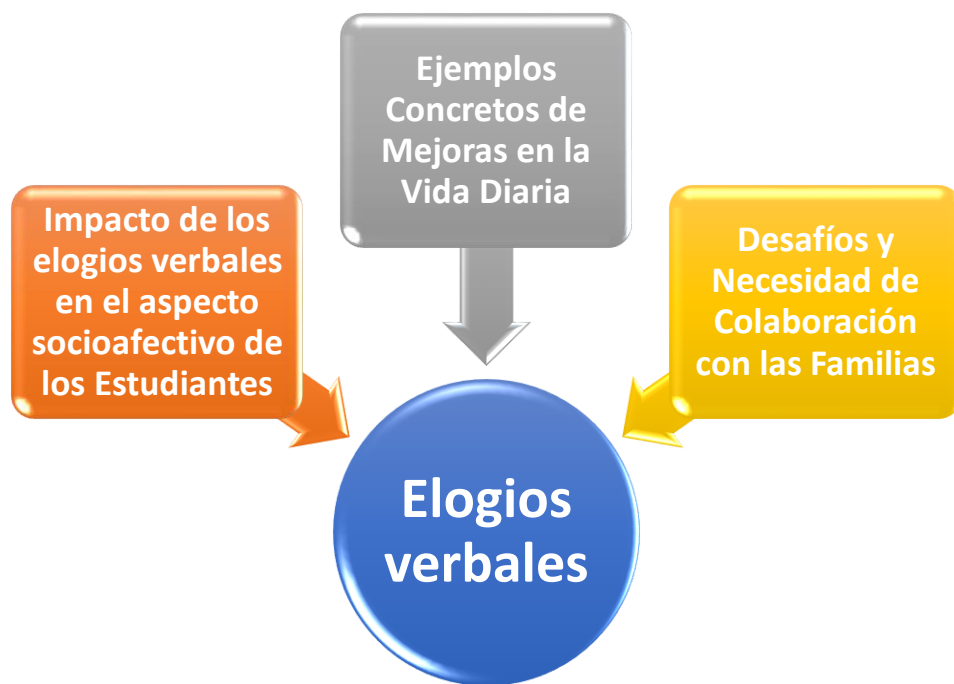 Impacto de los
elogios verbales
en el aspecto
socioafectivo de
los Estudiantes
Ejemplos
Concretos de
Mejoras en la
Vida Diaria
Desafíos y
Necesidad de
Colaboración
con las Familias
Elogios
verbales